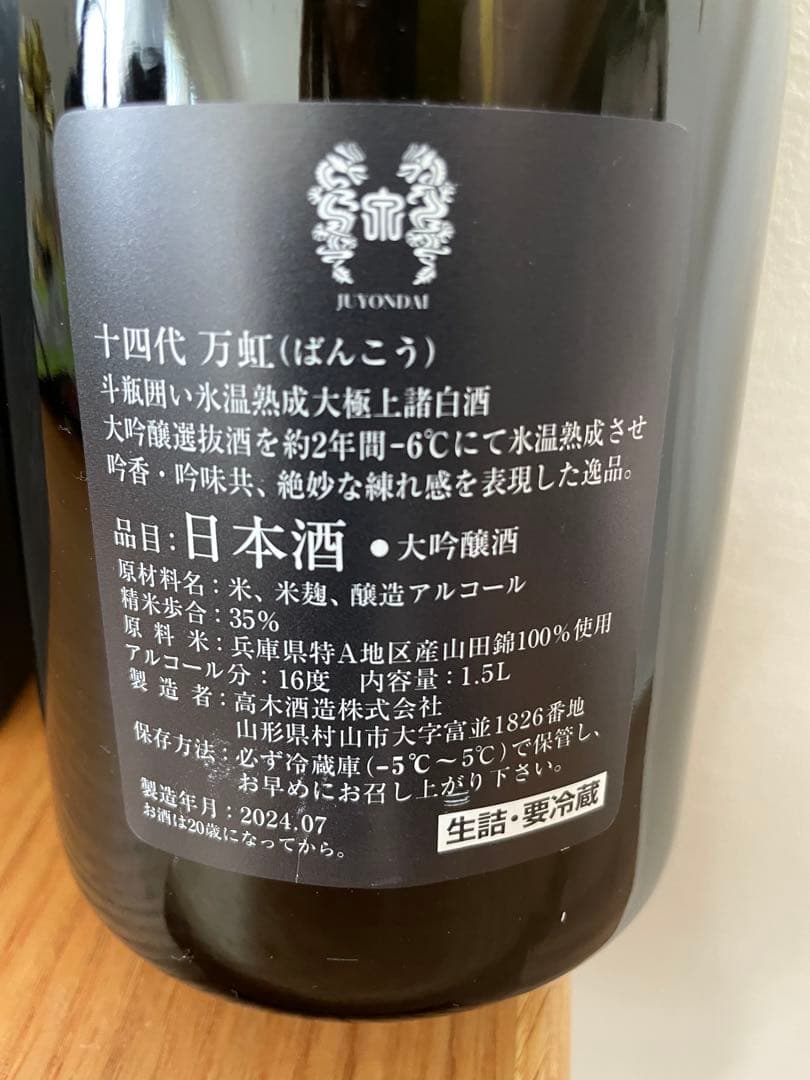 JUYONDAI
十四代 万虹(ばんこう)
斗瓶囲い氷温熟成大極上諸白酒
大吟醸選抜酒を約2年間-6℃にて氷温熟成させ
吟香・吟味共、絶妙な練れ感を表現した逸品。
品目:日本酒 ●大吟醸酒
原材料名:米、米麹、醸造アルコール
精米歩合:35%
原料米:兵庫県特A地区産山田錦100%使用
アルコール分:16度 内容量:1.5L
製造者:高木酒造株式会社
山形県村山市大字富並1826番地
保存方法:必ず冷蔵庫(-5℃～5℃)で保管し、
お早めにお召し上がり下さい。
製造年月:2024.07
お酒は20歳になってから。
生詰・要冷蔵